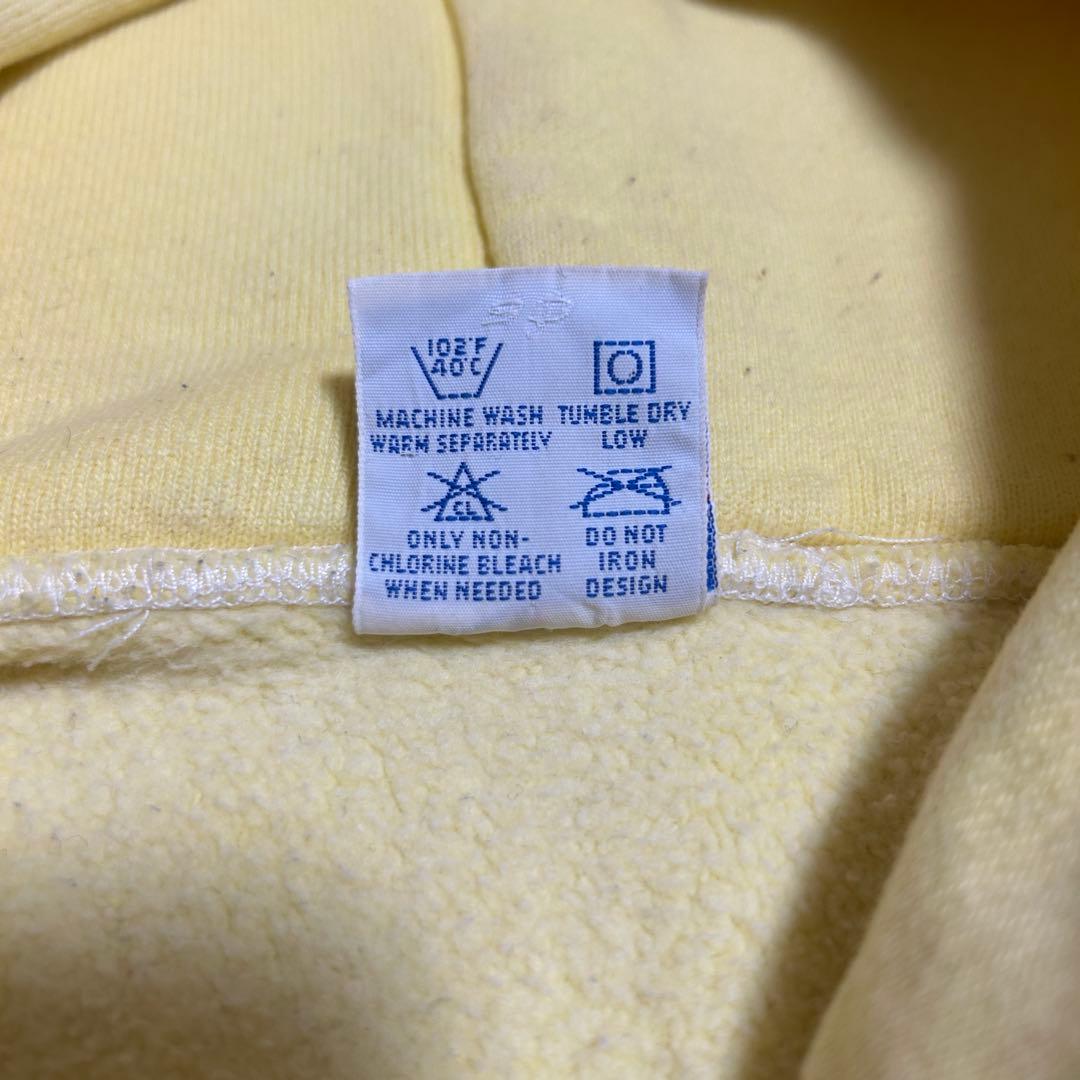 102°F
40°C
MACHINE WASH
WARM SEPARATELY
TUMBLE DRY
LOW
CL
ONLY NON-
CHLORINE BLEACH
WHEN NEEDED
DO NOT
IRON
DESIGN